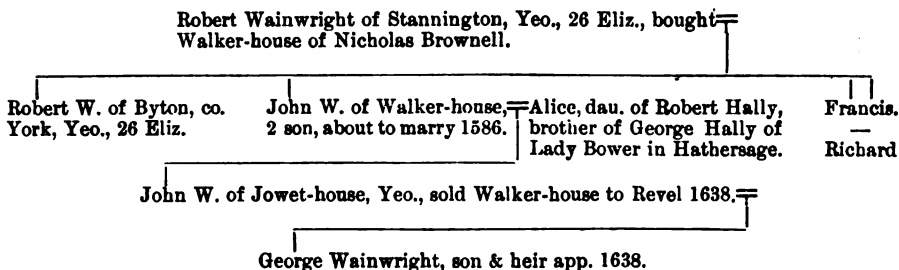 Robert Wainwright of Stannington, Yeo., 26 Eliz., bought
Walker-house of Nicholas Brownell.
Robert W. of Byton, co.
York, Yeo., 26 Eliz.
John W. of Walker-house,
2 son, about to marry 1586.
Alice, dau. of Robert Hally,
brother of George Hally of
Lady Bower in Hathersage.
Francis.
—
Richard
John W. of Jowet-house, Yeo., sold Walker-house to Revel 1638.
George Wainwright, son & heir app. 1638.